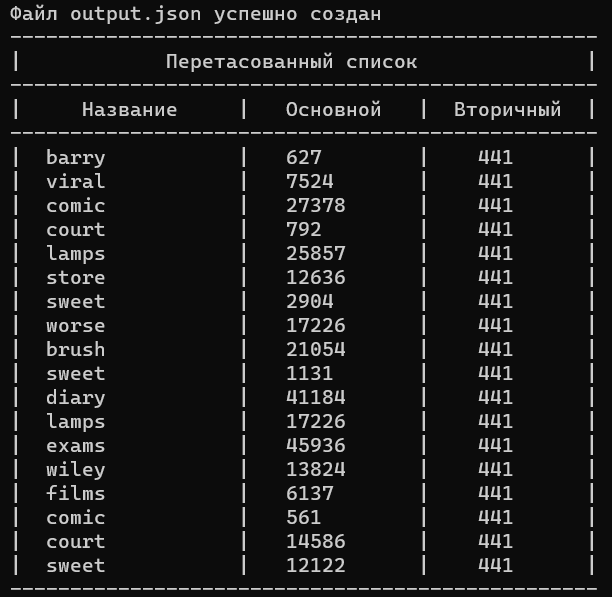 Файл output.json успешно создан
-------------------------------------------------
|            Перетасованный список              |
-------------------------------------------------
|     Название     |   Основной   |  Вторичный  |
-------------------------------------------------
|  barry           |   627        |    441      |
|  viral           |   7524       |    441      |
|  comic           |   27378      |    441      |
|  court           |   792        |    441      |
|  lamps           |   25857      |    441      |
|  store           |   12636      |    441      |
|  sweet           |   2904       |    441      |
|  worse           |   17226      |    441      |
|  brush           |   21054      |    441      |
|  sweet           |   1131       |    441      |
|  diary           |   41184      |    441      |
|  lamps           |   17226      |    441      |
|  exams           |   45936      |    441      |
|  wiley           |   13824      |    441      |
|  films           |   6137       |    441      |
|  comic           |   561        |    441      |
|  court           |   14586      |    441      |
|  sweet           |   12122      |    441      |
-------------------------------------------------